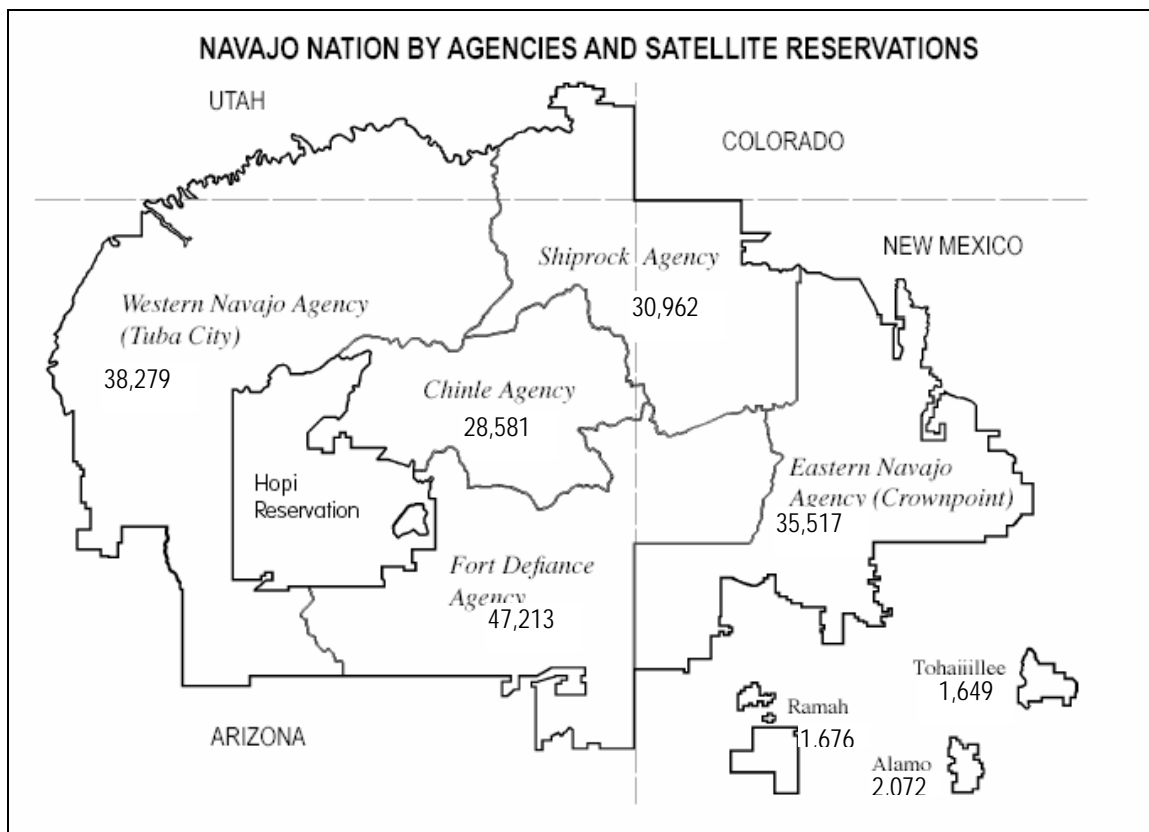 NAVAJO NATION BY AGENCIES AND SATELLITE RESERVATIONS
UTAH
COLORADO
NEW MEXICO
Shiprock Agency
30,962
Western Navajo Agency
(Tuba City)
38,279
Chinle Agency
28,581
Eastern Navajo
Agency (Crownpoint)
35,517
Hopi
Reservation
Fort Defiance
Agency
47,213
Tohaiiillee
1,649
Ramah
1,676
ARIZONA
Alamo
2,072